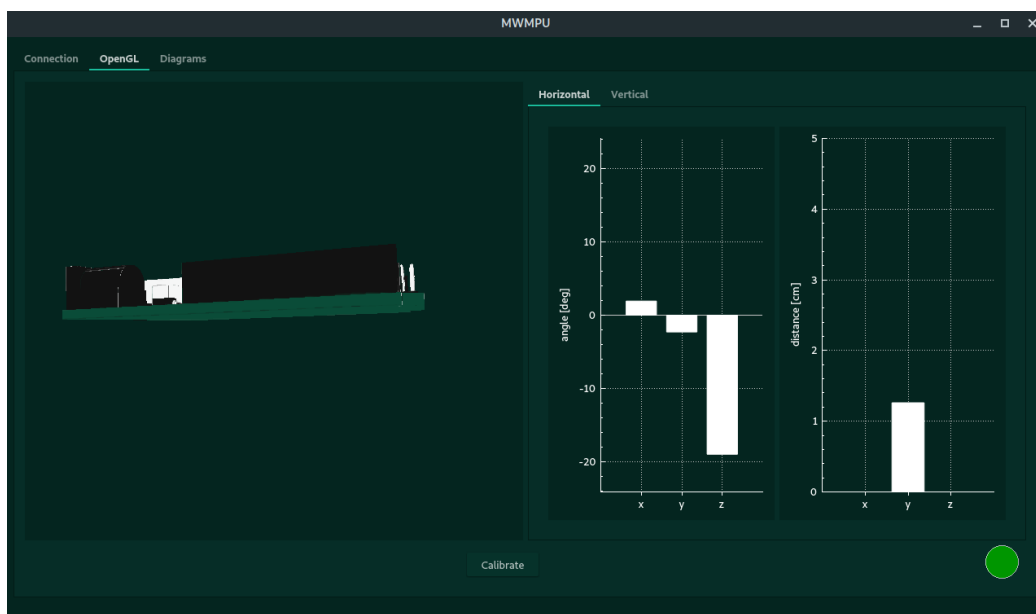 MWMPU
Connection OpenGL Diagrams
Horizontal Vertical
angle [deg]
20
10
0
-10
-20
x y z
distance [cm]
5
4
3
2
1
0
x y z
Calibrate